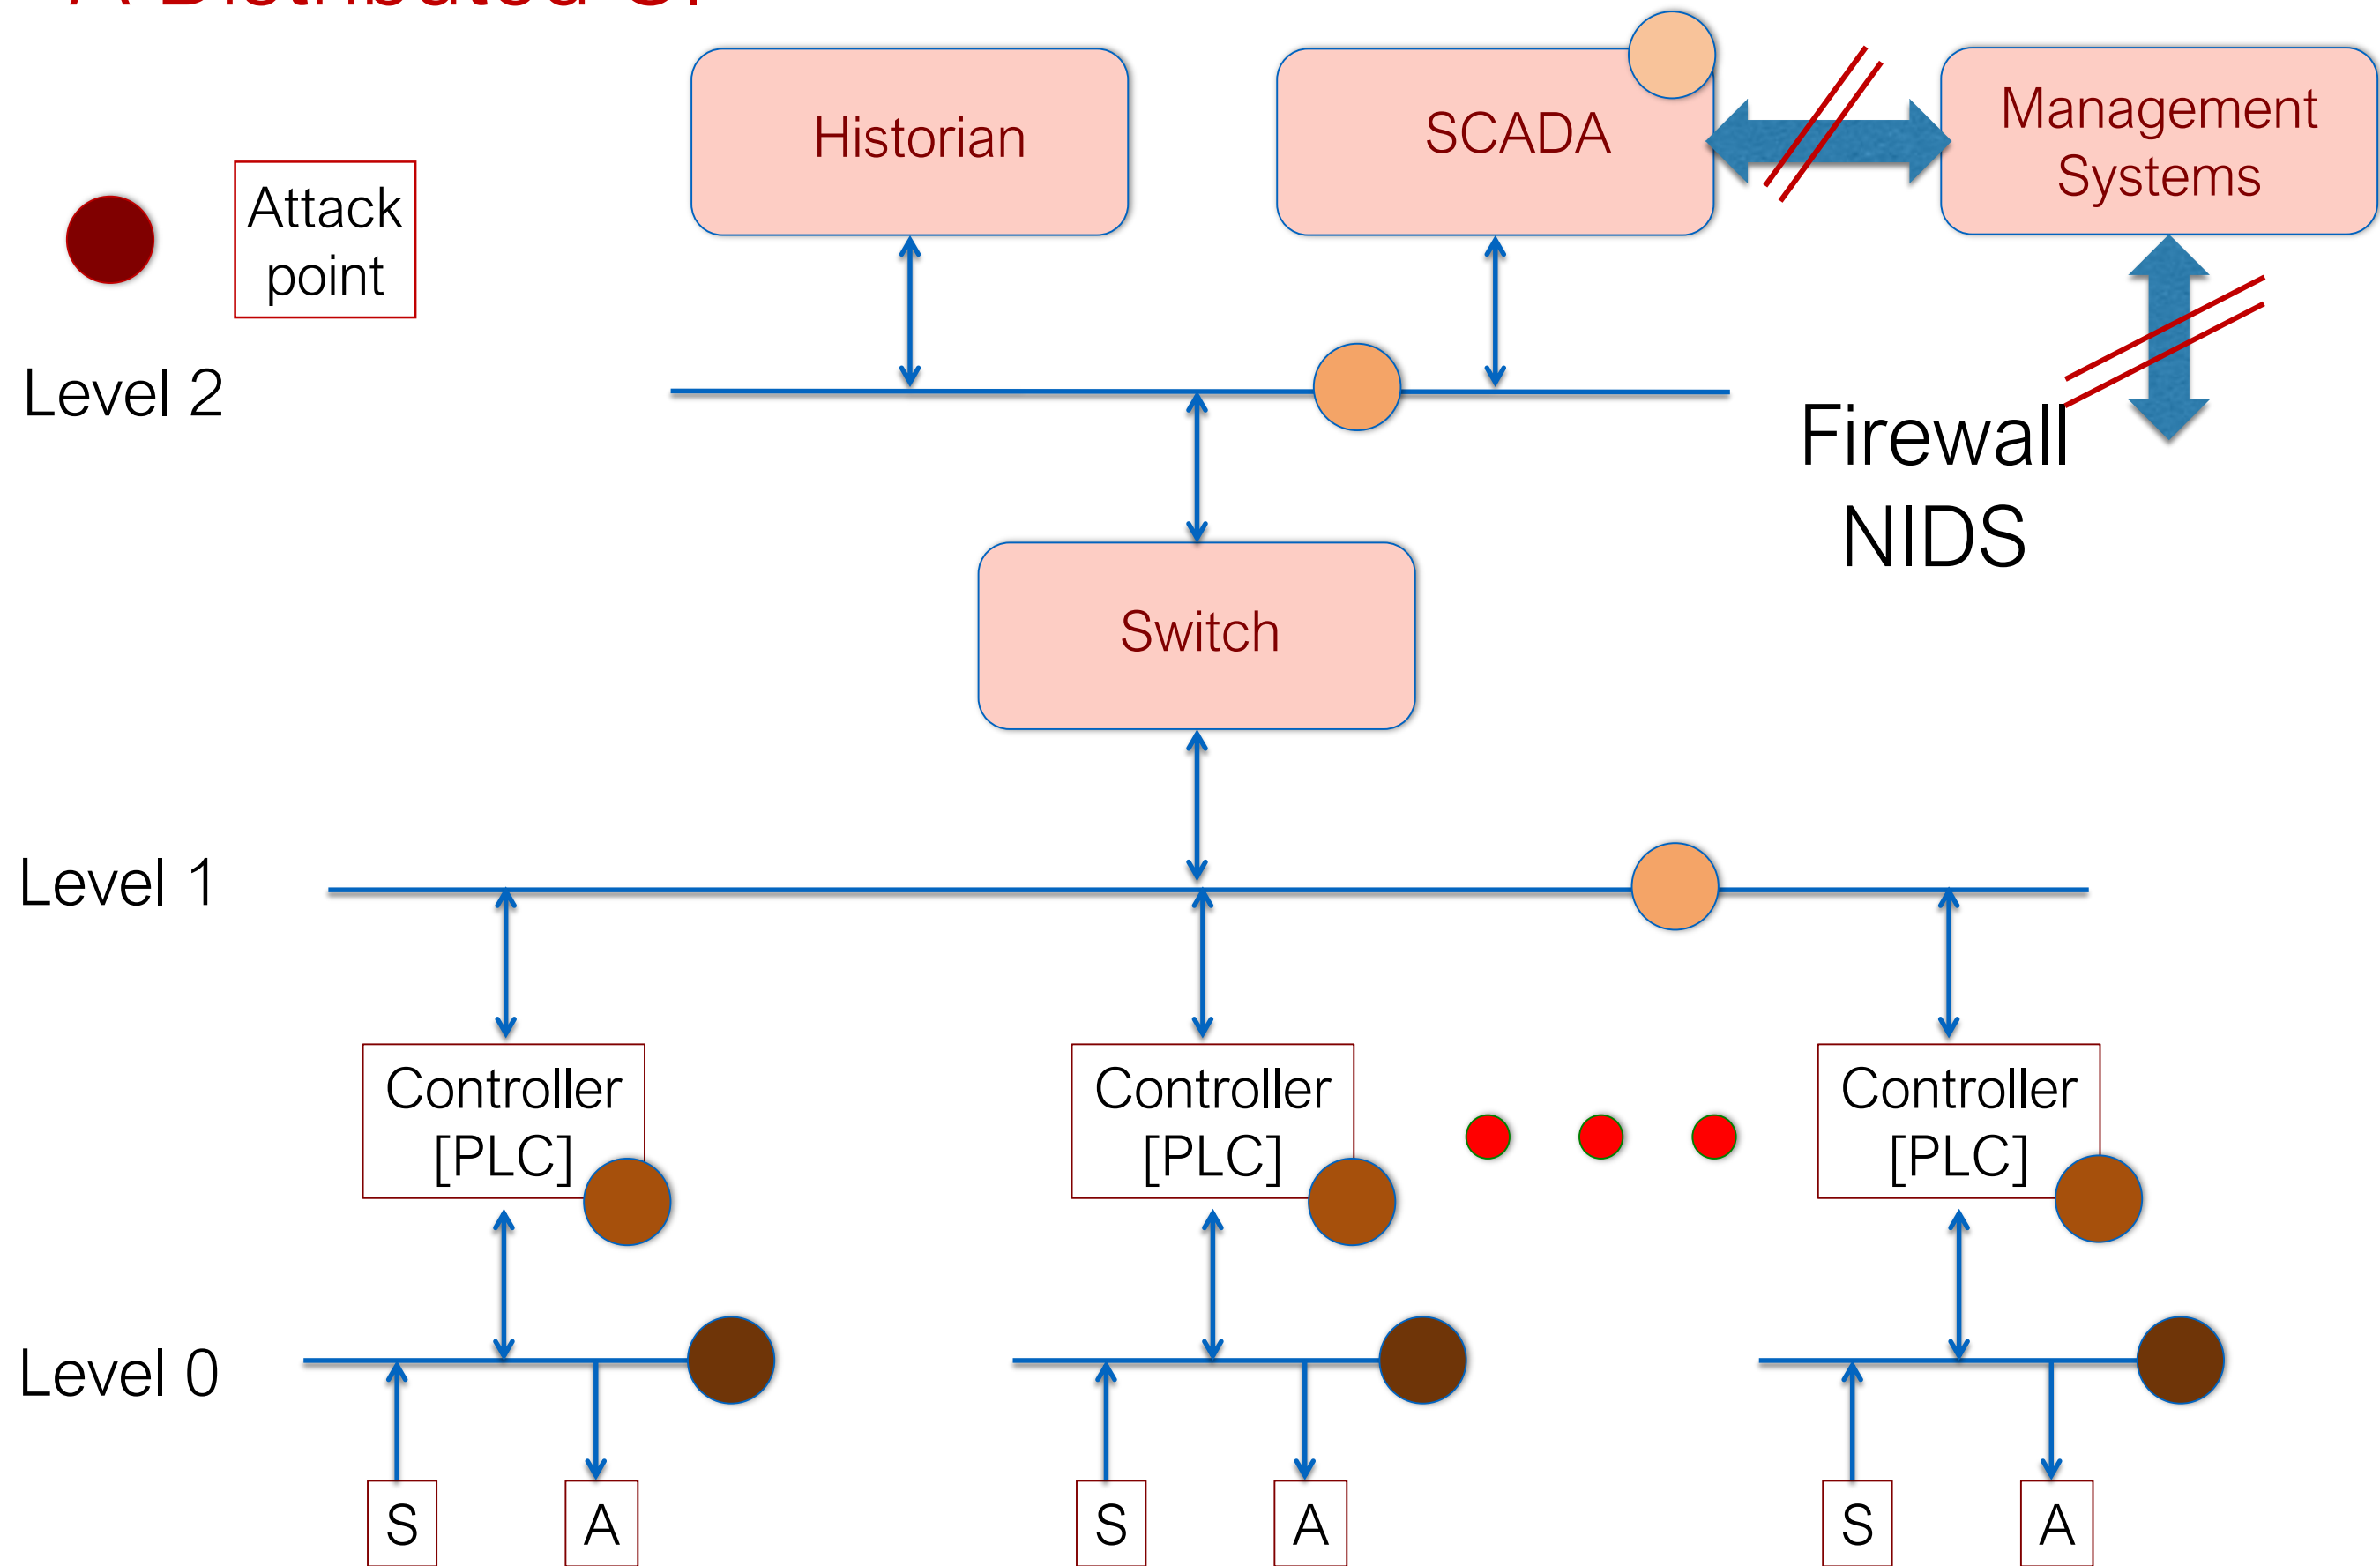 A Distributed
Historian
SCADA
Management
Systems
Attack
point
Level 2
Firewall
NIDS
Switch
Level 1
Controller
[PLC]
Controller
[PLC]
Controller
[PLC]
Level 0
S
A
S
A
S
A